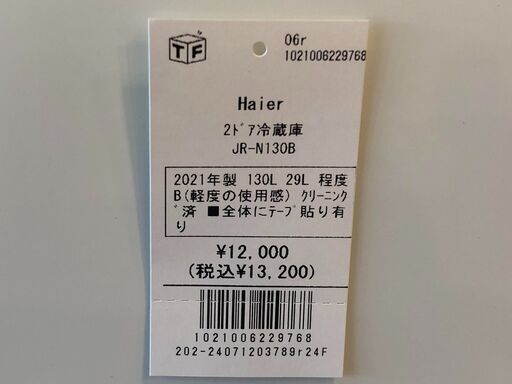 TF
06r
1021006229768
Haier
2ﾄﾞｱ冷蔵庫
JR-N130B
2021年製 130L 29L 程度
B(軽度の使用感) ｸﾘｰﾆﾝｸ
ﾞ済 ■全体にﾃｰﾌﾟ貼り有
り
¥12,000
(税込¥13,200)
1021006229768
202-24071203789r24F